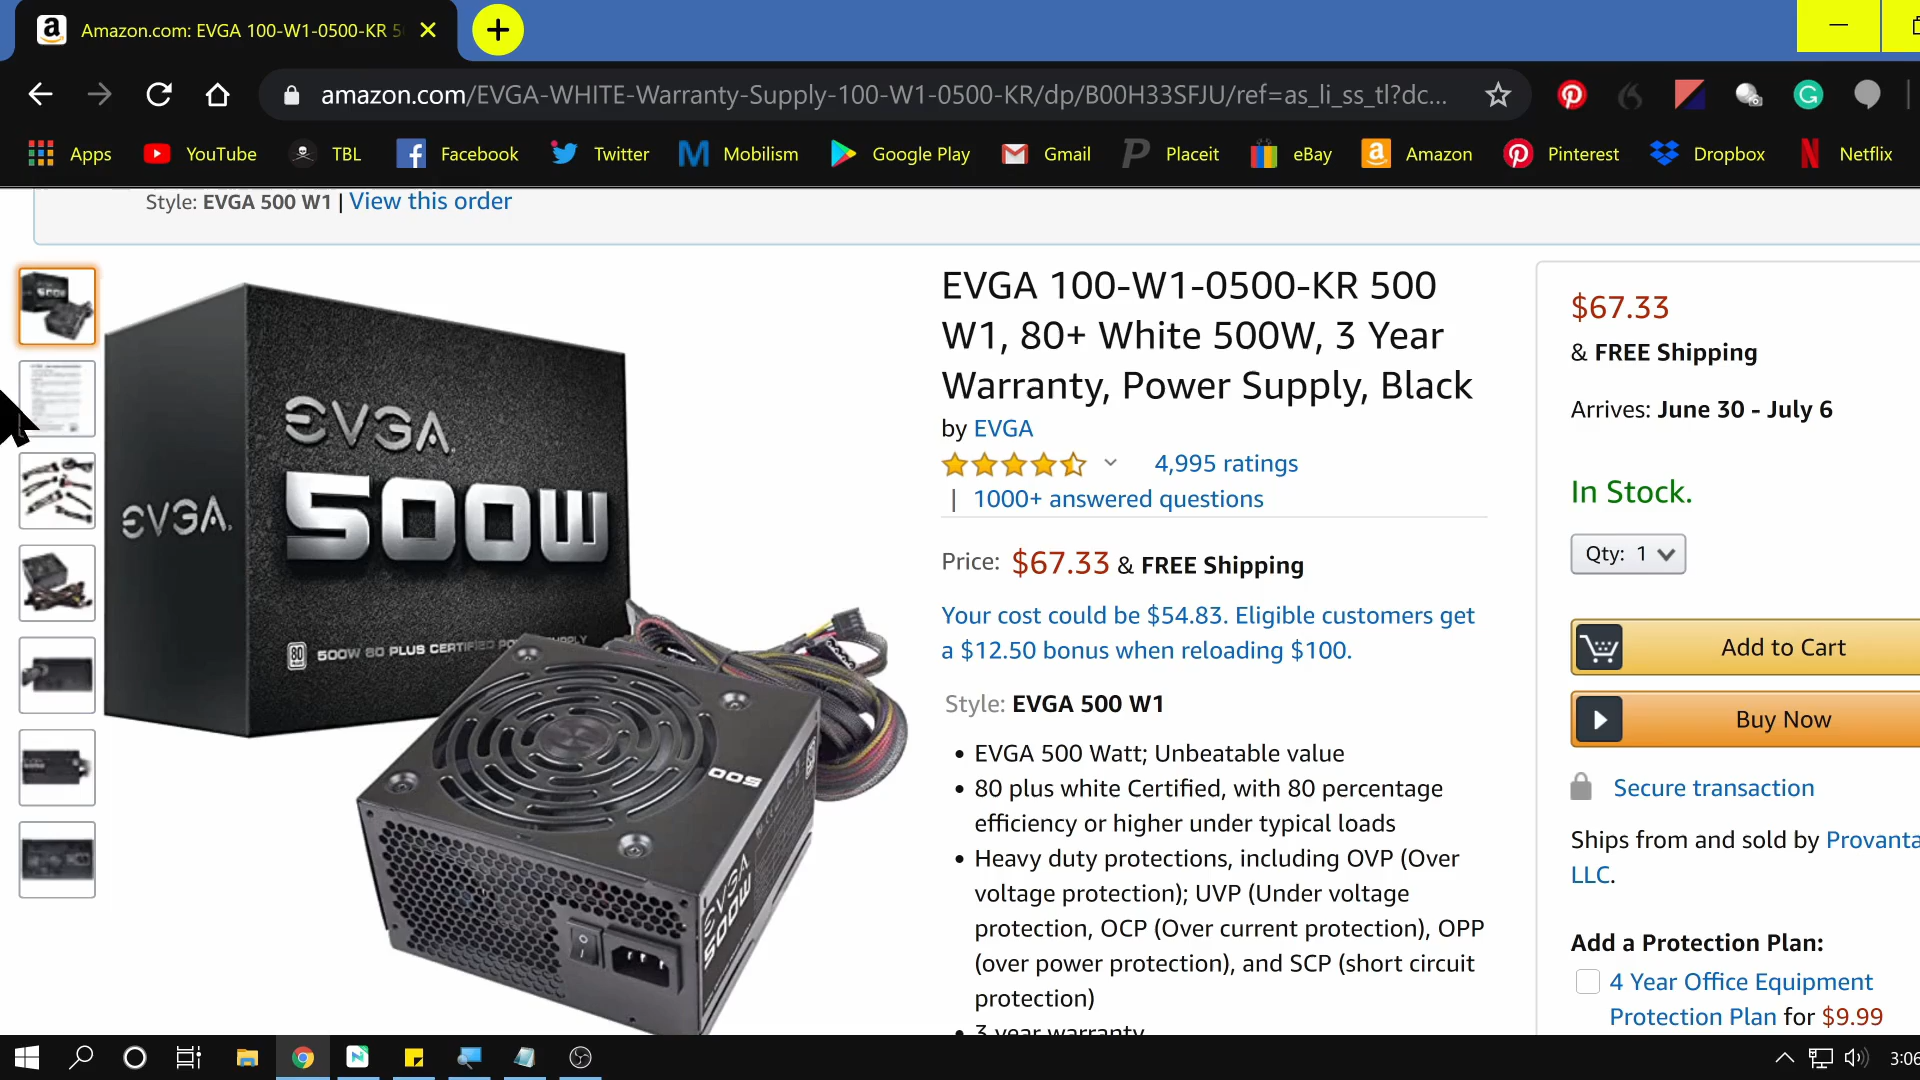 Amazon.com: EVGA 100-W1-0500-KR 5
amazon.com/EVGA-WHITE-Warranty-Supply-100-W1-0500-KR/dp/B00H33SFJU/ref=as_li_ss_tl?dc...
Apps YouTube TBL Facebook Twitter Mobilism Google Play Gmail Placeit eBay Amazon Pinterest Dropbox Netflix
Style: EVGA 500 W1 | View this order
EVGA 100-W1-0500-KR 500
W1, 80+ White 500W, 3 Year
Warranty, Power Supply, Black
by EVGA
4,995 ratings
| 1000+ answered questions
Price: $67.33 & FREE Shipping
Your cost could be $54.83. Eligible customers get
a $12.50 bonus when reloading $100.
Style: EVGA 500 W1
• EVGA 500 Watt; Unbeatable value
• 80 plus white Certified, with 80 percentage
efficiency or higher under typical loads
• Heavy duty protections, including OVP (Over
voltage protection); UVP (Under voltage
protection, OCP (Over current protection), OPP
(over power protection), and SCP (short circuit
protection)
• 3 year warranty
EVGA
500W
EVGA
80 500W 80 PLUS CERTIFIED POWER SUPPLY
500
EVGA
500W
$67.33
& FREE Shipping
Arrives: June 30 - July 6
In Stock.
Qty: 1
Add to Cart
Buy Now
Secure transaction
Ships from and sold by Provanta
LLC.
Add a Protection Plan:
4 Year Office Equipment
Protection Plan for $9.99
3:06